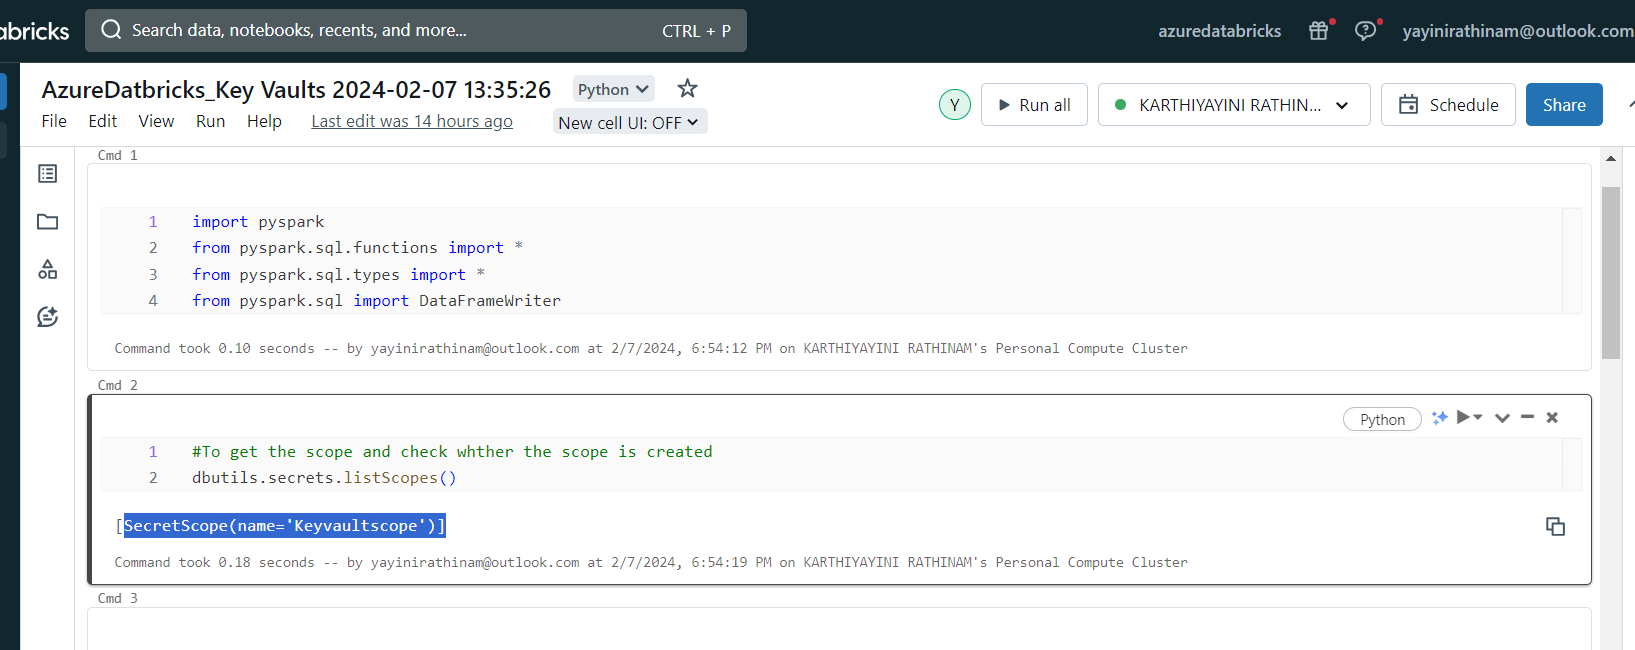 abricks
Search data, notebooks, recents, and more... CTRL + P
azuredatabricks
yayinirathinam@outlook.com
AzureDatbricks_Key Vaults 2024-02-07 13:35:26 Python
File Edit View Run Help Last edit was 14 hours ago New cell UI: OFF
Y Run all KARTHIYAYINI RATHIN... Schedule Share
Cmd 1
1 import pyspark
2 from pyspark.sql.functions import *
3 from pyspark.sql.types import *
4 from pyspark.sql import DataFrameWriter
Command took 0.10 seconds -- by yayinirathinam@outlook.com at 2/7/2024, 6:54:12 PM on KARTHIYAYINI RATHINAM's Personal Compute Cluster
Cmd 2
Python
1 #To get the scope and check whther the scope is created
2 dbutils.secrets.listScopes()
[SecretScope(name='Keyvaultscope')]
Command took 0.18 seconds -- by yayinirathinam@outlook.com at 2/7/2024, 6:54:19 PM on KARTHIYAYINI RATHINAM's Personal Compute Cluster
Cmd 3